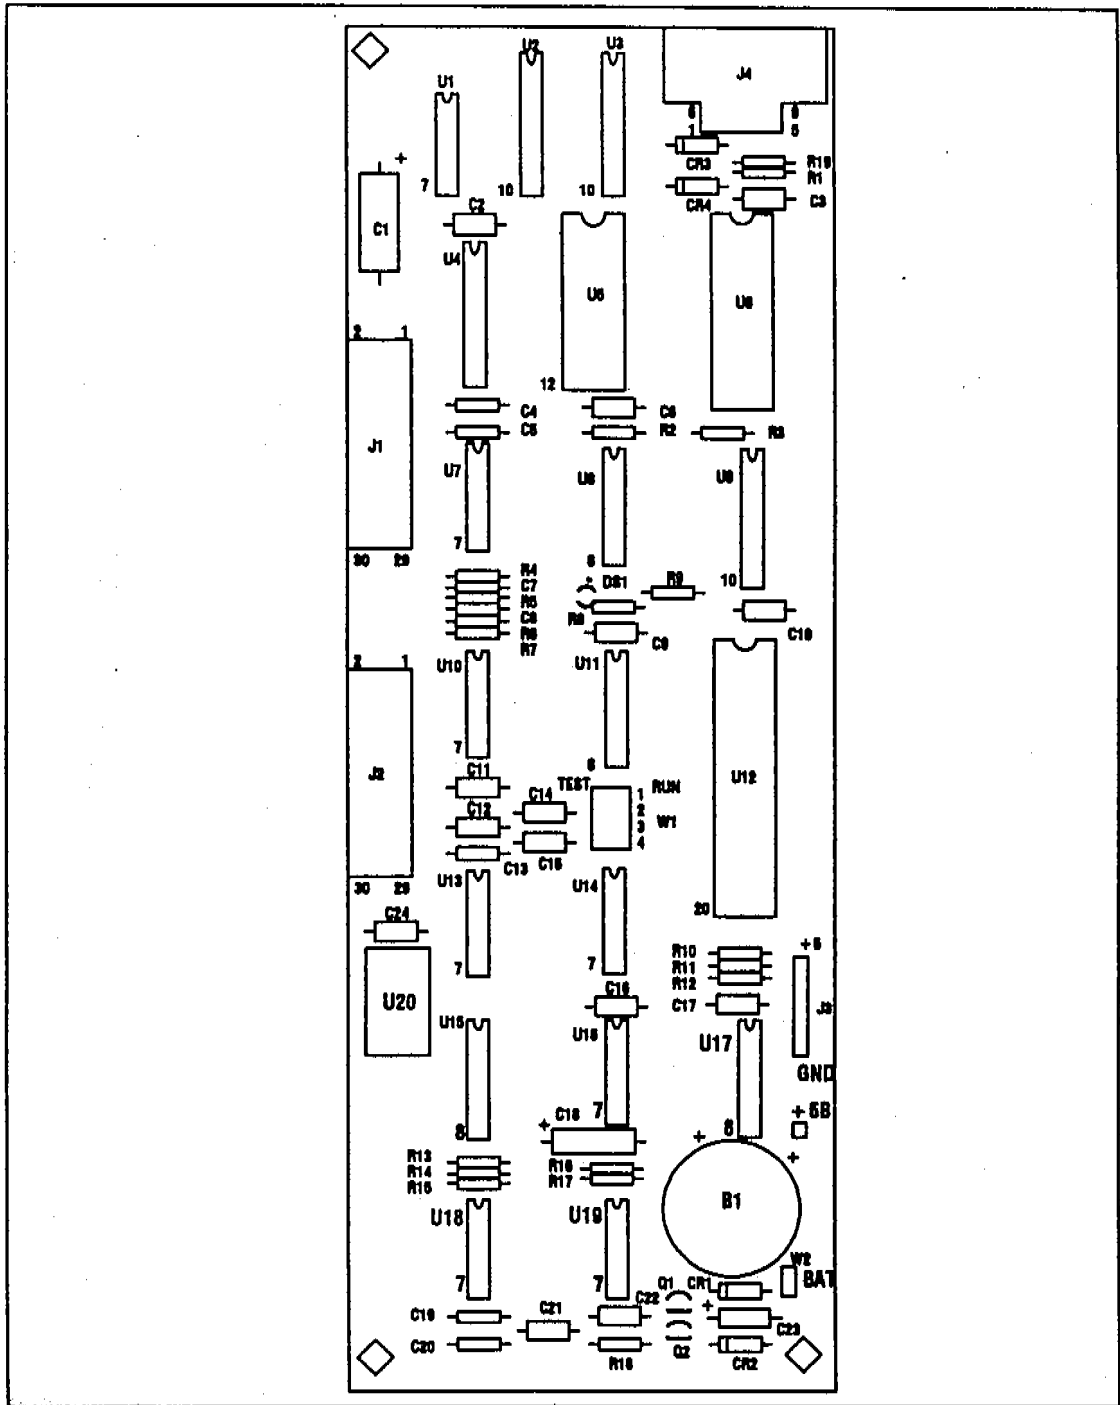 U2 U3
U1 J4
6 9
1 5
+ CR3 R19
7 10 10 R1
C2 CR4 C3
C1
U4
U5 U6
2 1
12
C4 C6
C5 R2 R3
J1
U7 U8 U9
7 8
30 29
R4 + DS1 R9 10
C7
R5
C8 R8
R6 C9 C10
R7
2 1 U10 U11
7 8
C11 TEST 1 RUN
J2 U12
C14 2
C12 3 W1
4
C13 C15
30 29 U13 U14
C24 20
7 7
R10 +5
R11
R12
U20 C16 C17 J3
U15 U16 U17
GND
7 +5B
C18
8 + 8 +
R13 +
R14 R16
R15 R17
B1
U18 U19
W2
7 7 Q1 CR1 BAT
C19 C21 C22 +
C23
C20 R18 Q2 CR2